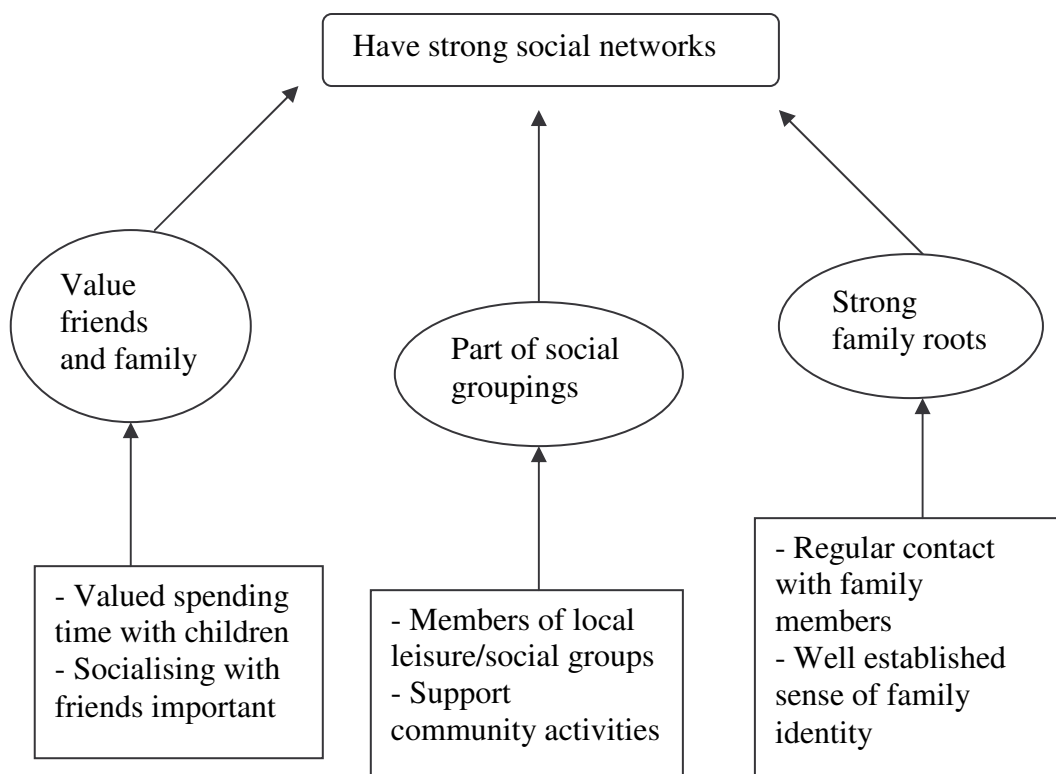 Have strong social networks
Value
friends
and family
Part of social
groupings
Strong
family roots
- Valued spending
time with children
- Socialising with
friends important
- Members of local
leisure/social groups
- Support
community activities
- Regular contact
with family
members
- Well established
sense of family
identity